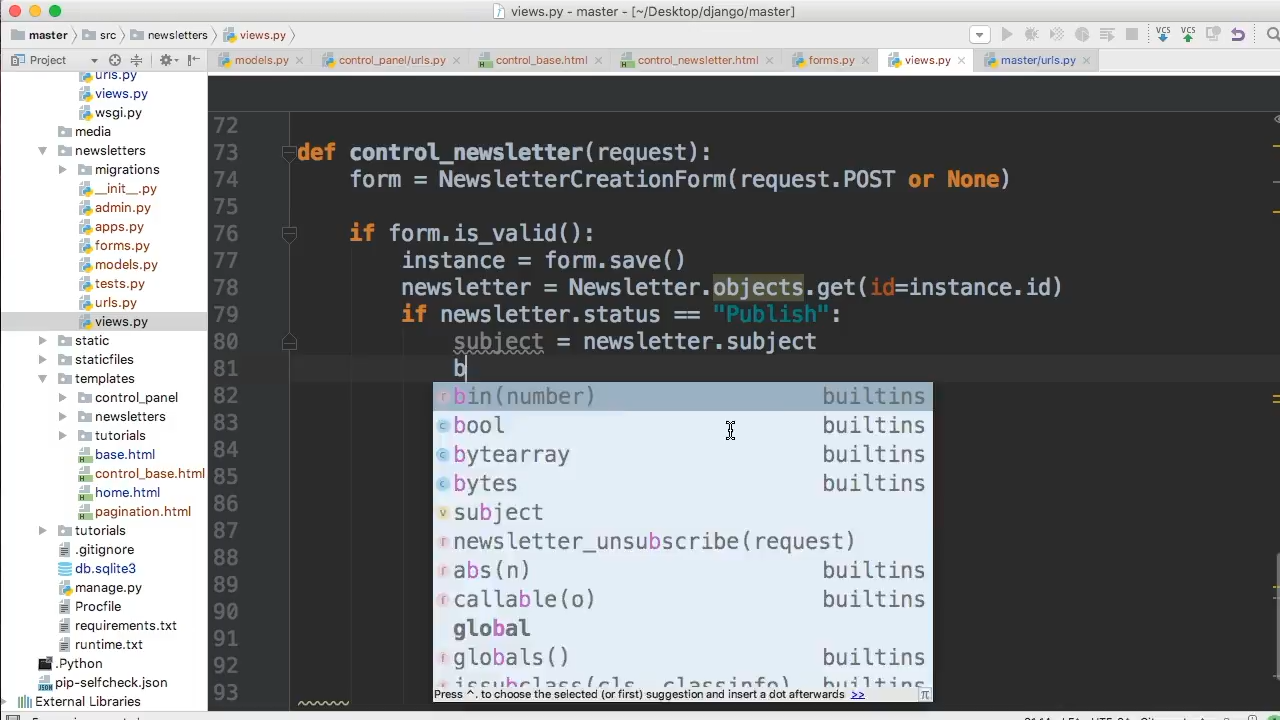 views.py - master - [~/Desktop/django/master]
master src newsletters views.py
Project
models.py control_panel/urls.py control_base.html control_newsletter.html forms.py views.py master/urls.py
urls.py
views.py
wsgi.py
media
newsletters
migrations
__init__.py
admin.py
apps.py
forms.py
models.py
tests.py
urls.py
views.py
static
staticfiles
templates
control_panel
newsletters
tutorials
base.html
control_base.html
home.html
pagination.html
tutorials
.gitignore
db.sqlite3
manage.py
Procfile
requirements.txt
runtime.txt
.Python
pip-selfcheck.json
External Libraries
72
73 def control_newsletter(request):
74 form = NewsletterCreationForm(request.POST or None)
75
76 if form.is_valid():
77 instance = form.save()
78 newsletter = Newsletter.objects.get(id=instance.id)
79 if newsletter.status == "Publish":
80 subject = newsletter.subject
81 b
82
83
84
85
86
87
88
89
90
91
92
93
bin(number) builtins
bool builtins
bytearray builtins
bytes builtins
subject
newsletter_unsubscribe(request)
abs(n) builtins
callable(o) builtins
global
globals() builtins
issubclass(cls, classinfo) builtins
Press ^. to choose the selected (or first) suggestion and insert a dot afterwards >>
π